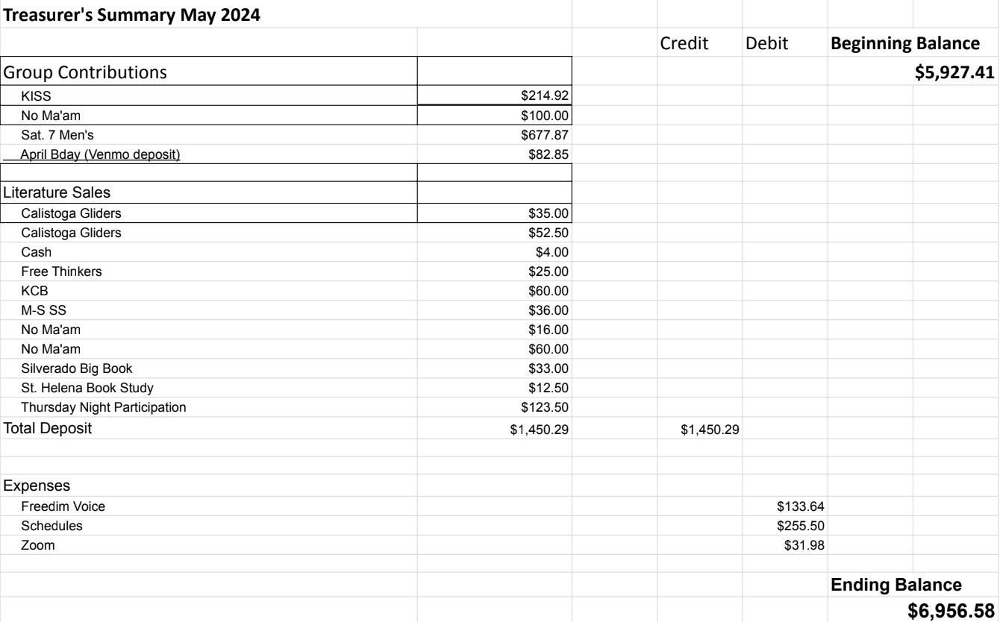 Treasurer's Summary May 2024
Credit Debit Beginning Balance
Group Contributions $5,927.41
KISS $214.92
No Ma'am $100.00
Sat. 7 Men's $677.87
April Bday (Venmo deposit) $82.85
Literature Sales
Calistoga Gliders $35.00
Calistoga Gliders $52.50
Cash $4.00
Free Thinkers $25.00
KCB $60.00
M-S SS $36.00
No Ma'am $16.00
No Ma'am $60.00
Silverado Big Book $33.00
St. Helena Book Study $12.50
Thursday Night Participation $123.50
Total Deposit $1,450.29 $1,450.29
Expenses
Freedim Voice $133.64
Schedules $255.50
Zoom $31.98
Ending Balance
$6,956.58